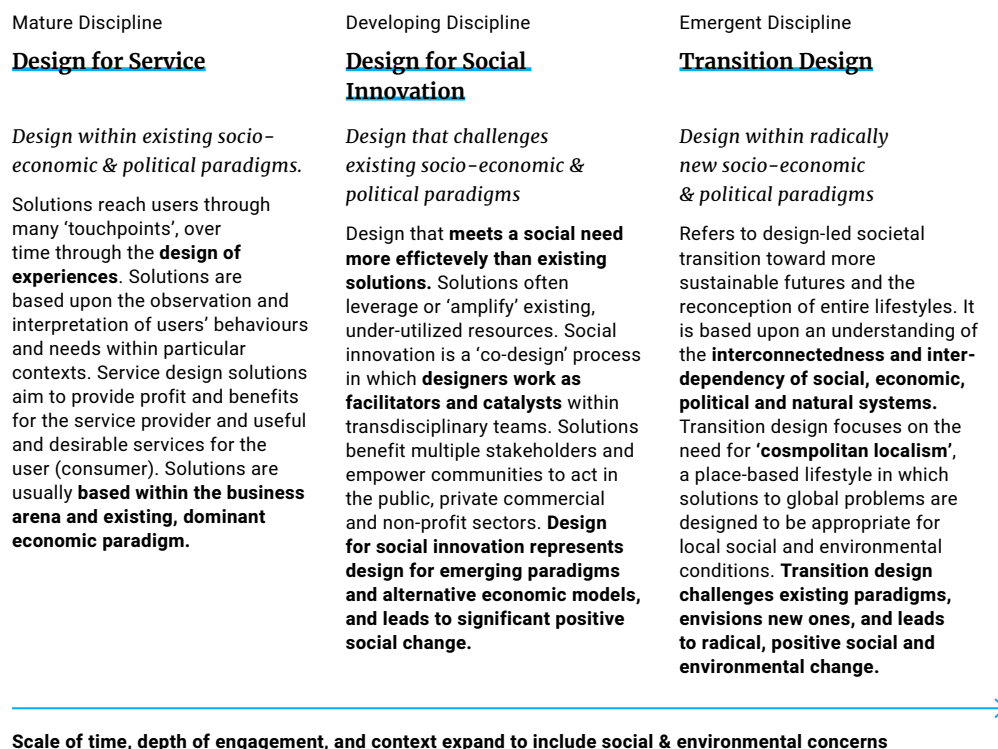 Mature Discipline
Design for Service
Design within existing socio-
economic & political paradigms.
Solutions reach users through
many ‘touchpoints’, over
time through the design of
experiences. Solutions are
based upon the observation and
interpretation of users’ behaviours
and needs within particular
contexts. Service design solutions
aim to provide profit and benefits
for the service provider and useful
and desirable services for the
user (consumer). Solutions are
usually based within the business
arena and existing, dominant
economic paradigm.
Developing Discipline
Design for Social
Innovation
Design that challenges
existing socio-economic &
political paradigms
Design that meets a social need
more effictevely than existing
solutions. Solutions often
leverage or ‘amplify’ existing,
under-utilized resources. Social
innovation is a ‘co-design’ process
in which designers work as
facilitators and catalysts within
transdisciplinary teams. Solutions
benefit multiple stakeholders and
empower communities to act in
the public, private commercial
and non-profit sectors. Design
for social innovation represents
design for emerging paradigms
and alternative economic models,
and leads to significant positive
social change.
Emergent Discipline
Transition Design
Design within radically
new socio-economic
& political paradigms
Refers to design-led societal
transition toward more
sustainable futures and the
reconception of entire lifestyles. It
is based upon an understanding of
the interconnectedness and inter-
dependency of social, economic,
political and natural systems.
Transition design focuses on the
need for ‘cosmpolitan localism’,
a place-based lifestyle in which
solutions to global problems are
designed to be appropriate for
local social and environmental
conditions. Transition design
challenges existing paradigms,
envisions new ones, and leads
to radical, positive social and
environmental change.
Scale of time, depth of engagement, and context expand to include social & environmental concerns